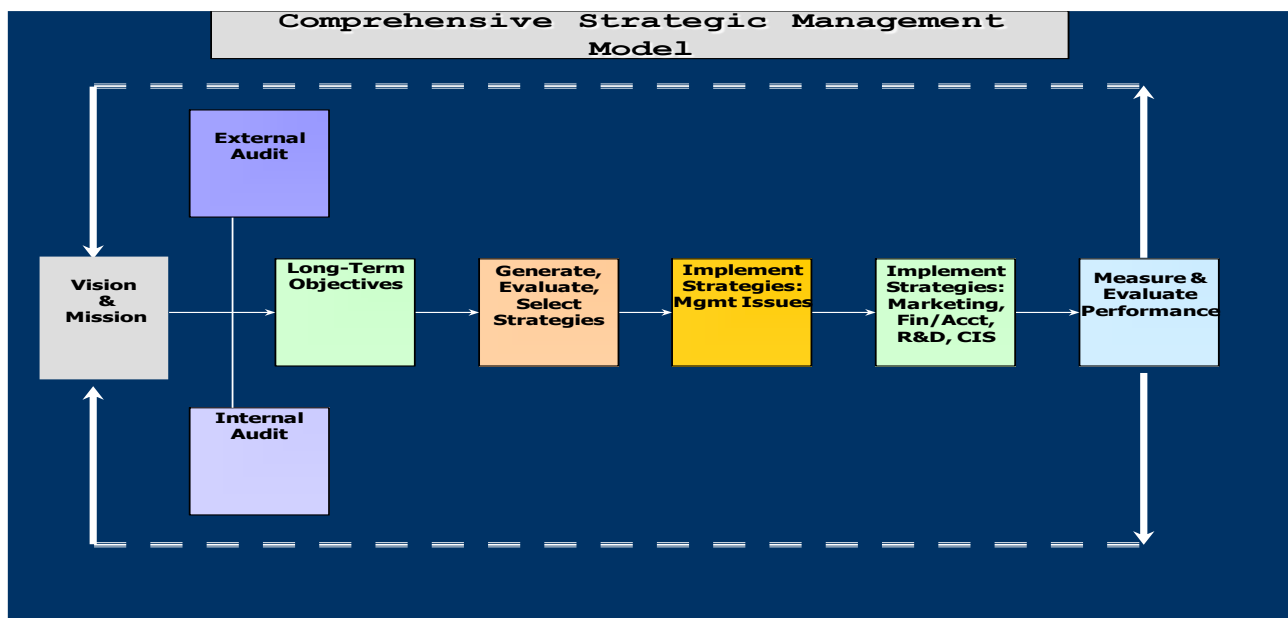 Comprehensive Strategic Management
Model
External
Audit
Vision
&
Mission
Long-Term
Objectives
Generate,
Evaluate,
Select
Strategies
Implement
Strategies:
Mgmt Issues
Implement
Strategies:
Marketing,
Fin/Acct,
R&D, CIS
Measure &
Evaluate
Performance
Internal
Audit